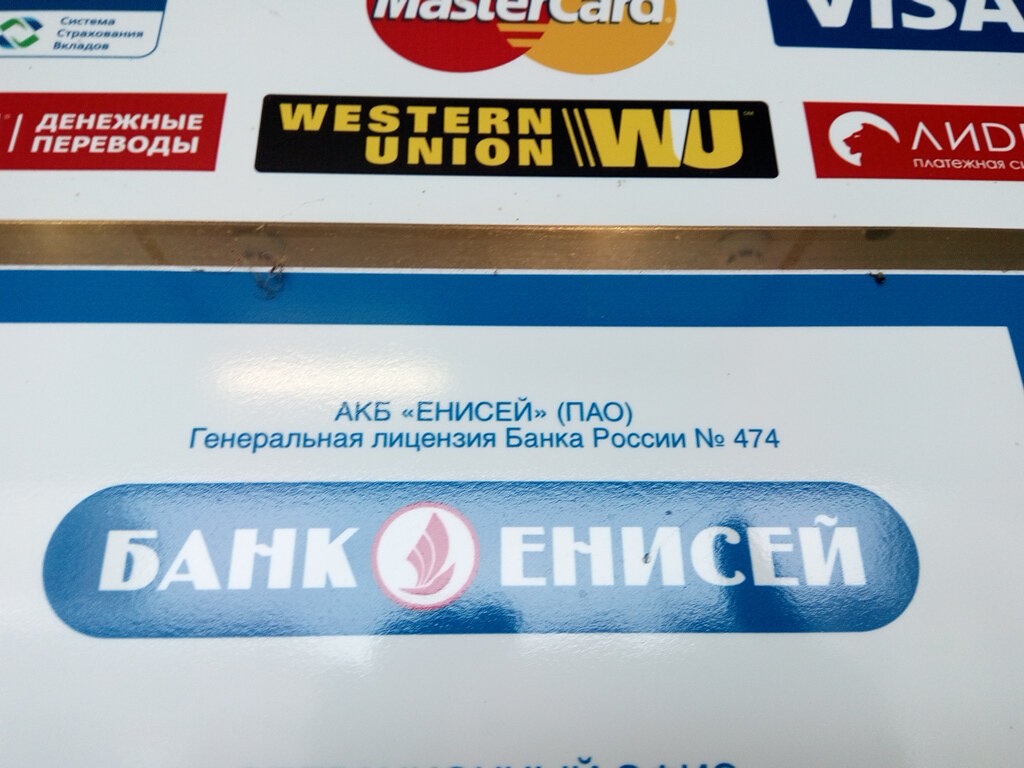 Система
Страхования
Вкладов
MasterCard
VISA
ДЕНЕЖНЫЕ
ПЕРЕВОДЫ
WESTERN
UNION
WU
SM
платежная
АКБ «ЕНИСЕЙ» (ПАО)
Генеральная лицензия Банка России № 474
БАНК ЕНИСЕЙ